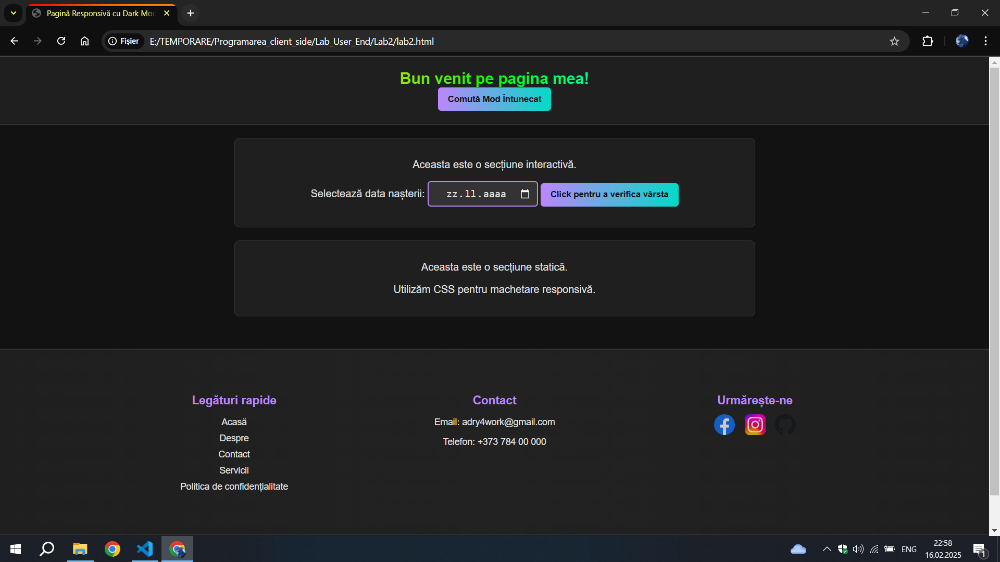 Pagină Responsivă cu Dark Mo
Fișier
E:/TEMPORARE/Programarea_client_side/Lab_User_End/Lab2/lab2.html
Bun venit pe pagina mea!
Comută Mod Întunecat
Aceasta este o secțiune interactivă.
Selectează data nașterii: zz.ll.aaaa Click pentru a verifica vârsta
Aceasta este o secțiune statică.
Utilizăm CSS pentru machetare responsivă.
Legături rapide
Acasă
Despre
Contact
Servicii
Politica de confidențialitate
Contact
Email: adry4work@gmail.com
Telefon: +373 784 00 000
Urmărește-ne
ENG
22:58
16.02.2025
1